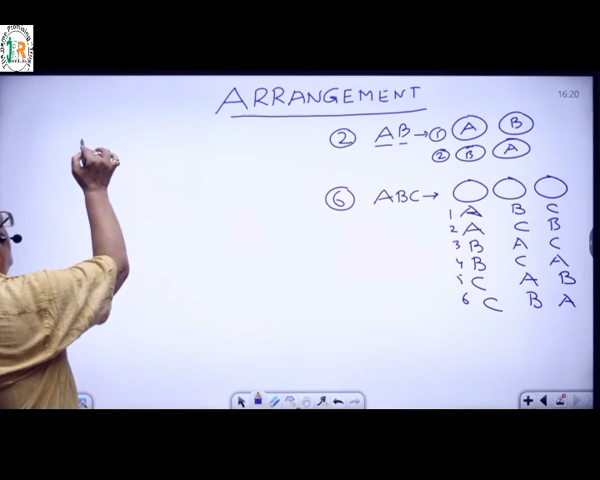 ARRANGEMENT
16:20
② AB → ① A B
② B A
⑥ ABC →
1 A B C
2 A C B
3 B A C
4 B C A
5 C A B
6 C B A